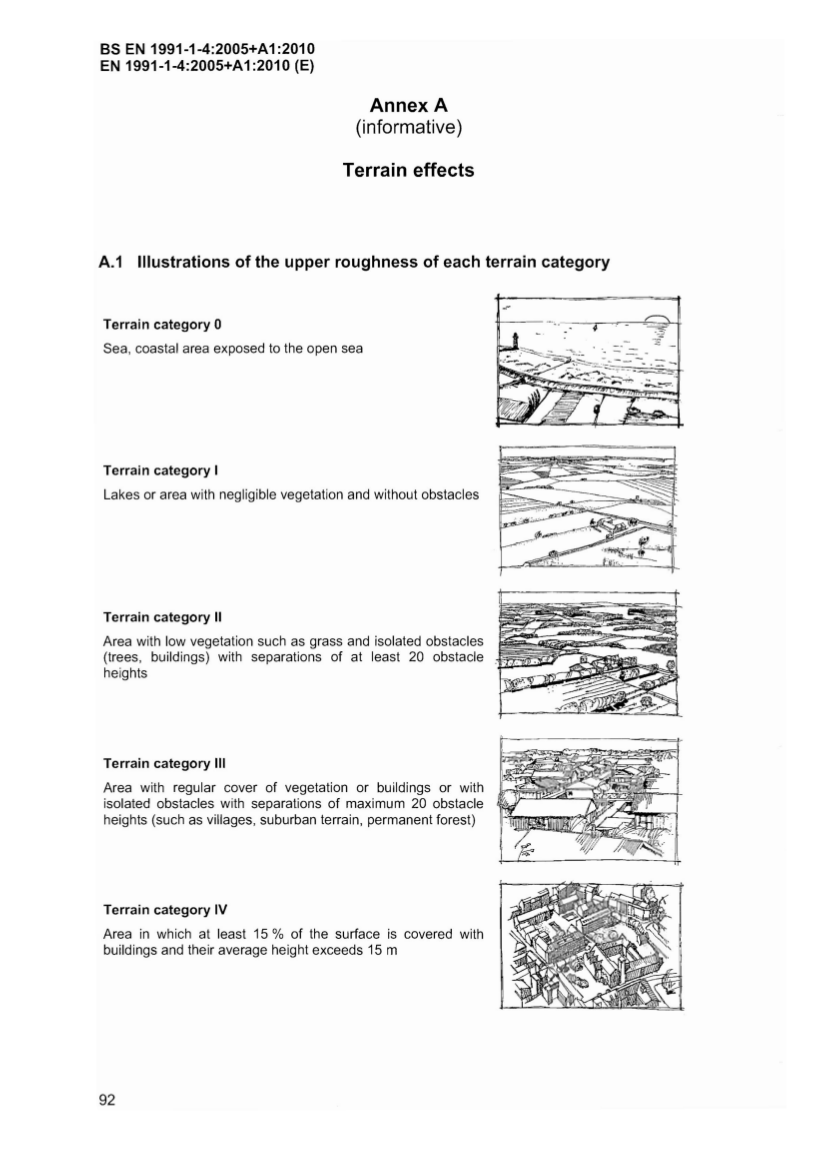 BS EN 1991-1-4:2005+A1:2010
EN 1991-1-4:2005+A1:2010 (E)
Annex A
(informative)
Terrain effects
A.1 Illustrations of the upper roughness of each terrain category
Terrain category 0
Sea, coastal area exposed to the open sea
Terrain category I
Lakes or area with negligible vegetation and without obstacles
Terrain category II
Area with low vegetation such as grass and isolated obstacles
(trees, buildings) with separations of at least 20 obstacle
heights
Terrain category III
Area with regular cover of vegetation or buildings or with
isolated obstacles with separations of maximum 20 obstacle
heights (such as villages, suburban terrain, permanent forest)
Terrain category IV
Area in which at least 15 % of the surface is covered with
buildings and their average height exceeds 15 m
92